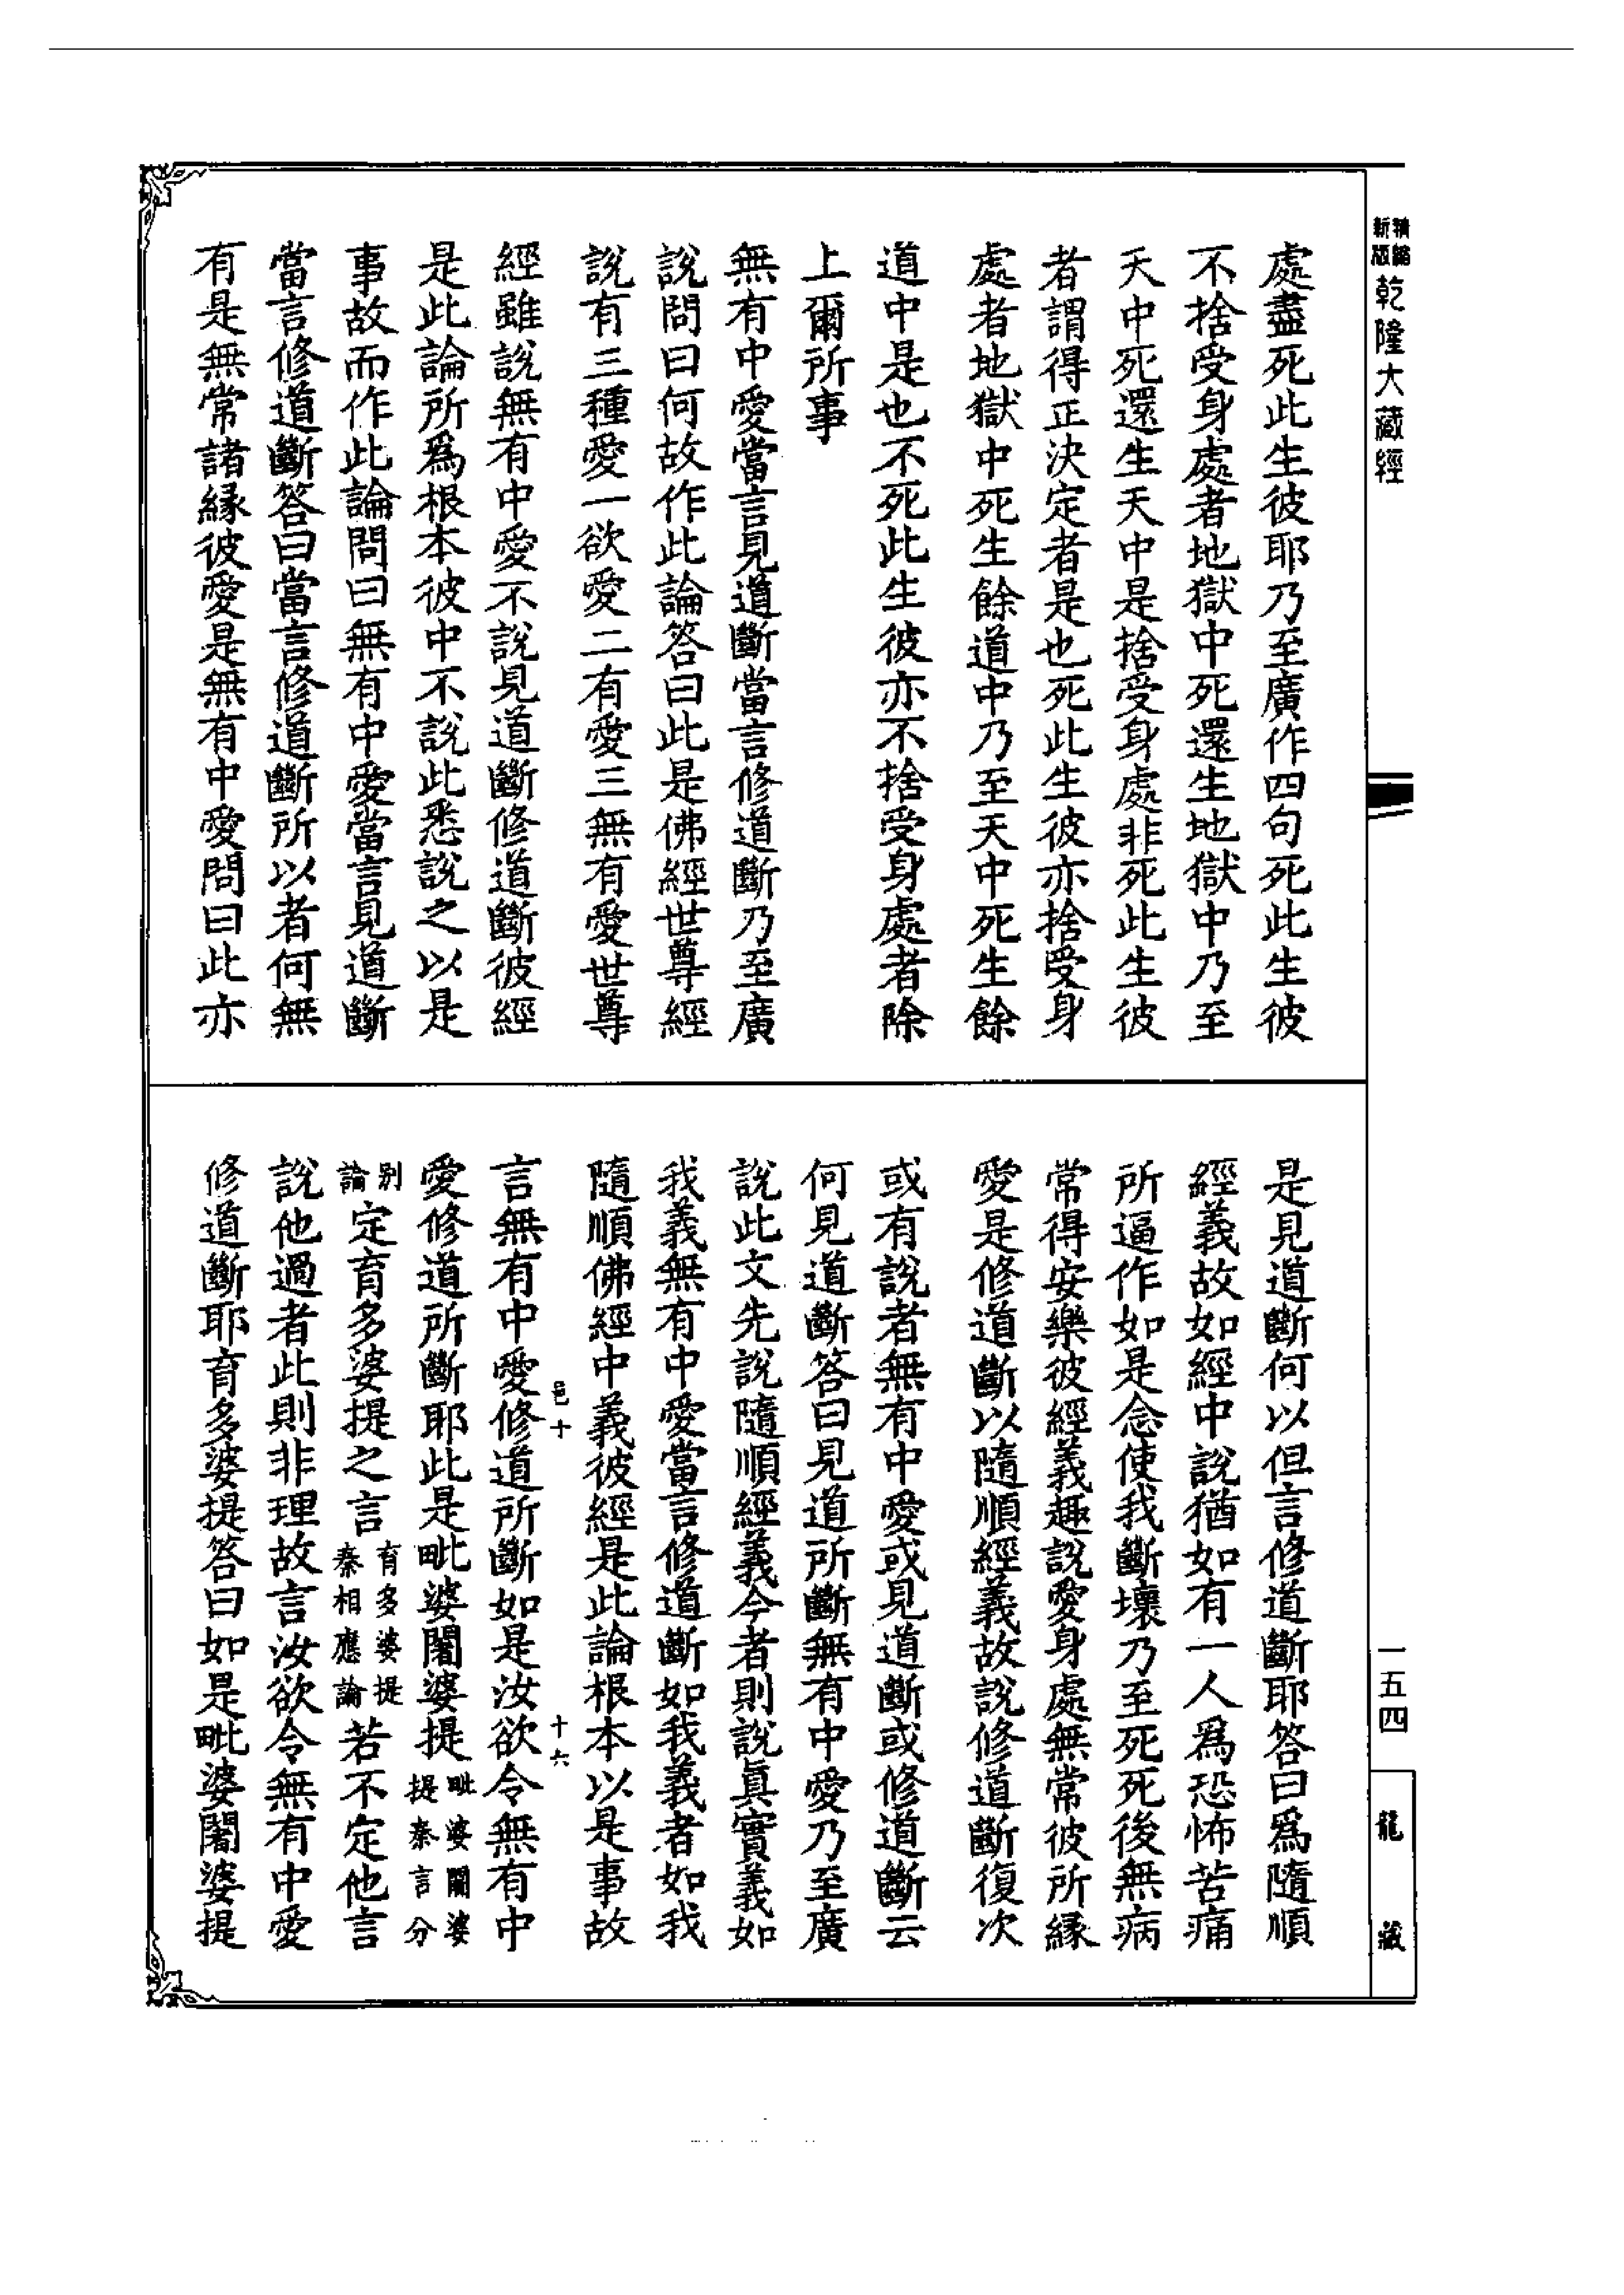 精縮新版乾隆大藏經
處盡死此生彼耶乃至廣作四句死此生彼
不捨受身處者地獄中死還生地獄中乃至
天中死還生天中是捨受身處非死此生彼
者謂得正決定者是也死此生彼亦捨受身
處者地獄中死生餘道中乃至天中死生餘
道中是也不死此生彼亦不捨受身處者除
上爾所事
無有中愛當言見道斷當言修道斷乃至廣
說問曰何故作此論答曰此是佛經世尊經
說有三種愛一欲愛二有愛三無有愛世尊
經雖說無有中愛不說見道斷修道斷彼經
是此論所爲根本彼中不說此悉說之以是
事故而作此論問曰無有中愛當言見道斷
當言修道斷答曰當言修道斷所以者何無
有是無常諸緣彼愛是無有中愛問曰此亦
是見道斷何以但言修道斷耶答曰爲隨順
經義故如經中說猶如有一人爲恐怖苦痛
所逼作如是念使我斷壞乃至死死後無病
常得安樂彼經義趣說愛身處無常彼所緣
愛是修道斷以隨順經義故說修道斷復次
或有說者無有中愛或見道斷或修道斷云
何見道斷答曰見道所斷無有中愛乃至廣
說此文先說隨順經義今者則說眞實義如
我義無有中愛當言修道斷如我義者如我
隨順佛經中義彼經是此論根本以是事故
邑十
十六
言無有中愛修道所斷如是汝欲令無有中
愛修道所斷耶此是毗婆闍婆提毗婆闍婆提秦言分
別論定育多婆提之言育多婆提秦相應論若不定他言
說他過者此則非理故言汝欲令無有中愛
修道斷耶育多婆提答曰如是毗婆闍婆提
一五四
龍藏